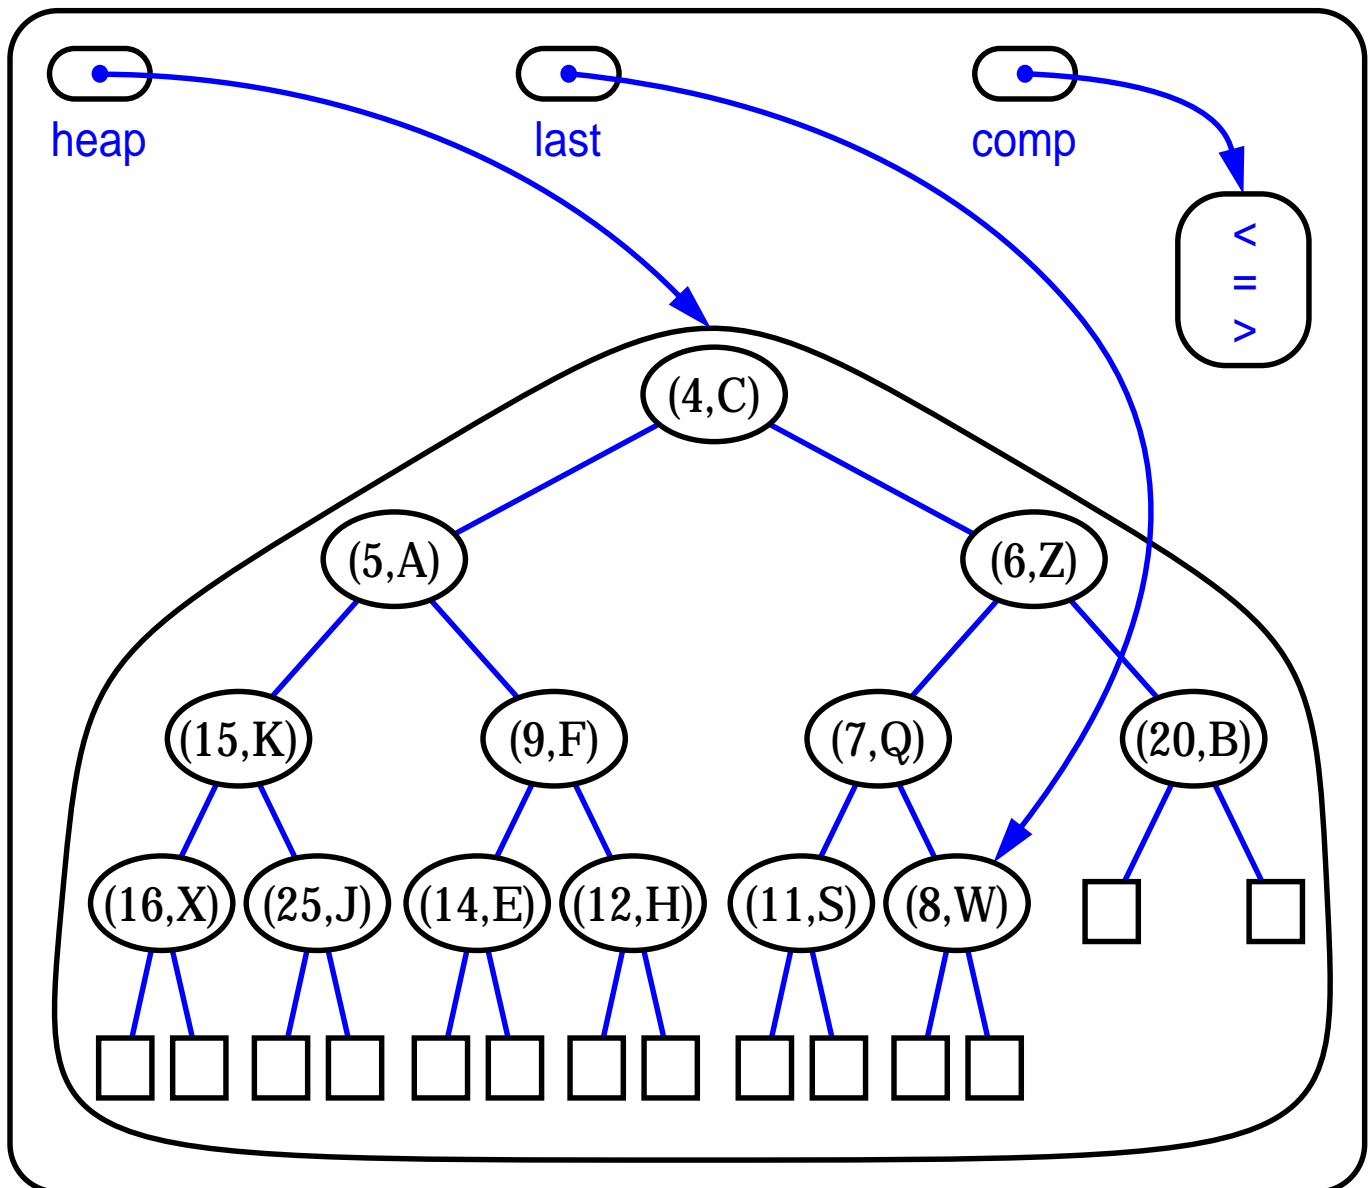 heap last comp
<
=
>
(4,C)
(5,A) (6,Z)
(15,K) (9,F) (7,Q) (20,B)
(16,X) (25,J) (14,E) (12,H) (11,S) (8,W)